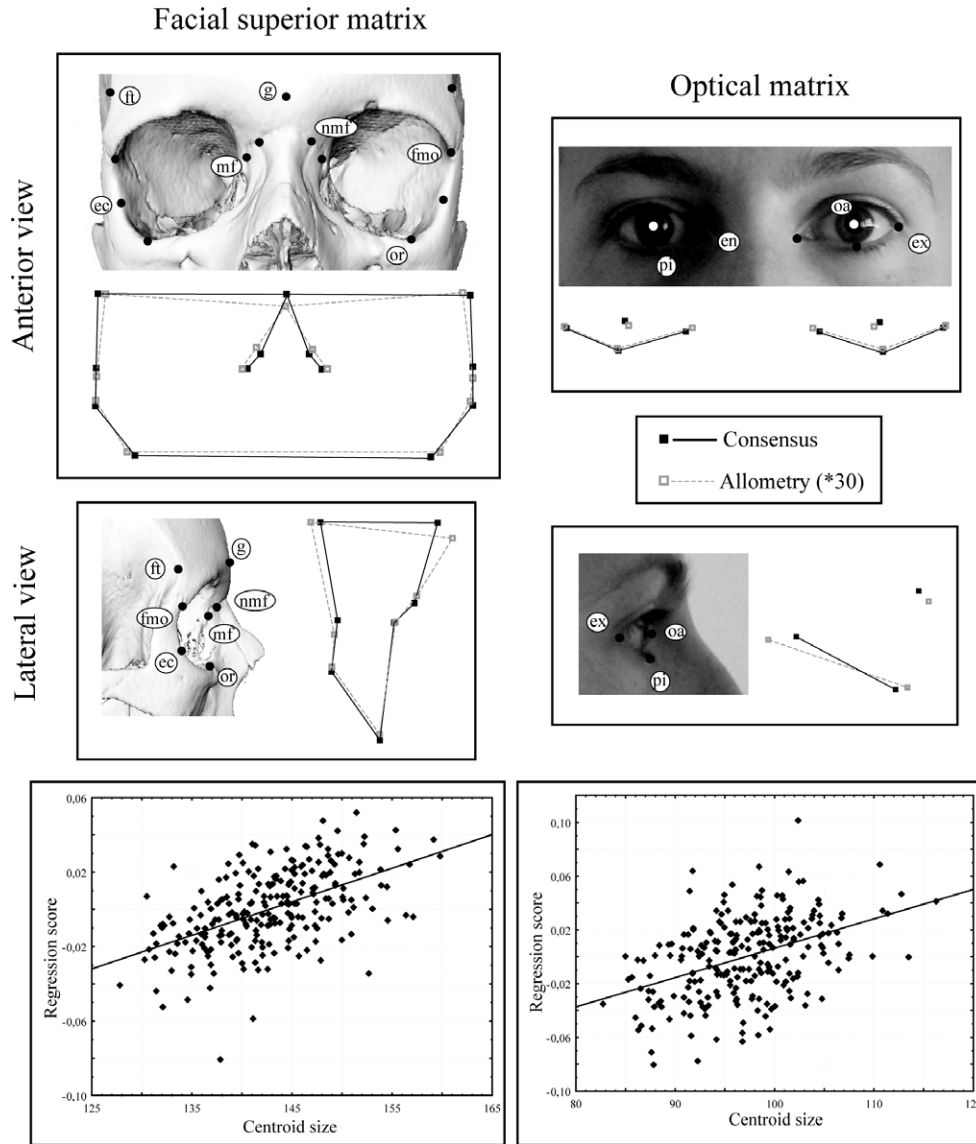 Facial superior matrix
Optical matrix
Anterior view
ft
g
nmf
mf
fmo
ec
or
oa
en
ex
pi
Consensus
Allometry (*30)
Lateral view
g
ft
nmf
fmo
mf
ec
or
ex
oa
pi
0,06
0,02
-0,02
-0,06
-0,10
Regression score
125 135 145 155 165
Centroid size
0,10
0,06
0,02
-0,02
-0,06
-0,10
Regression score
80 90 100 110 12
Centroid size